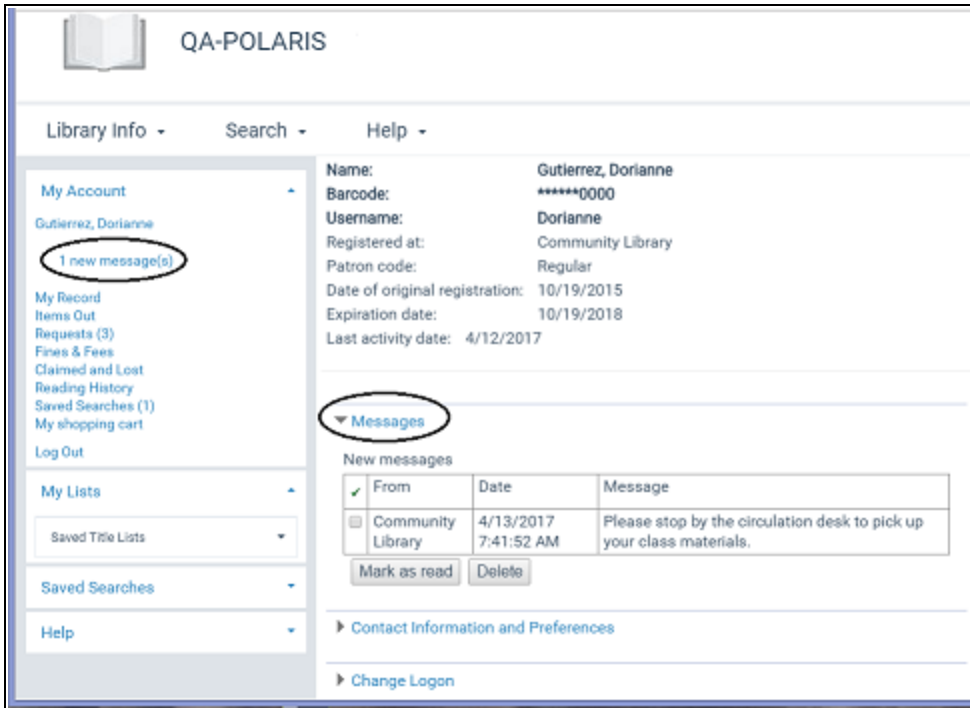 QA-POLARIS
Library Info Search Help
My Account
Gutierrez, Dorianne
1 new message(s)
My Record
Items Out
Requests (3)
Fines & Fees
Claimed and Lost
Reading History
Saved Searches (1)
My shopping cart
Log Out
My Lists
Saved Title Lists
Saved Searches
Help
Name: Gutierrez, Dorianne
Barcode: ******0000
Username: Dorianne
Registered at: Community Library
Patron code: Regular
Date of original registration: 10/19/2015
Expiration date: 10/19/2018
Last activity date: 4/12/2017
Messages
New messages
From Date Message
Community 4/13/2017 Please stop by the circulation desk to pick up
Library 7:41:52 AM your class materials.
Mark as read Delete
Contact Information and Preferences
Change Logon